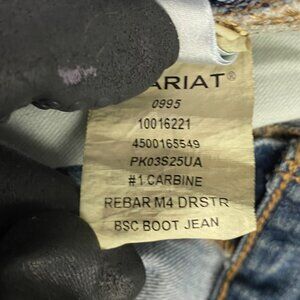 ARIAT®
0995
10016221
4500165549
PK03S25UA
#1 CARBINE
REBAR M4 DRSTR
BSC BOOT JEAN